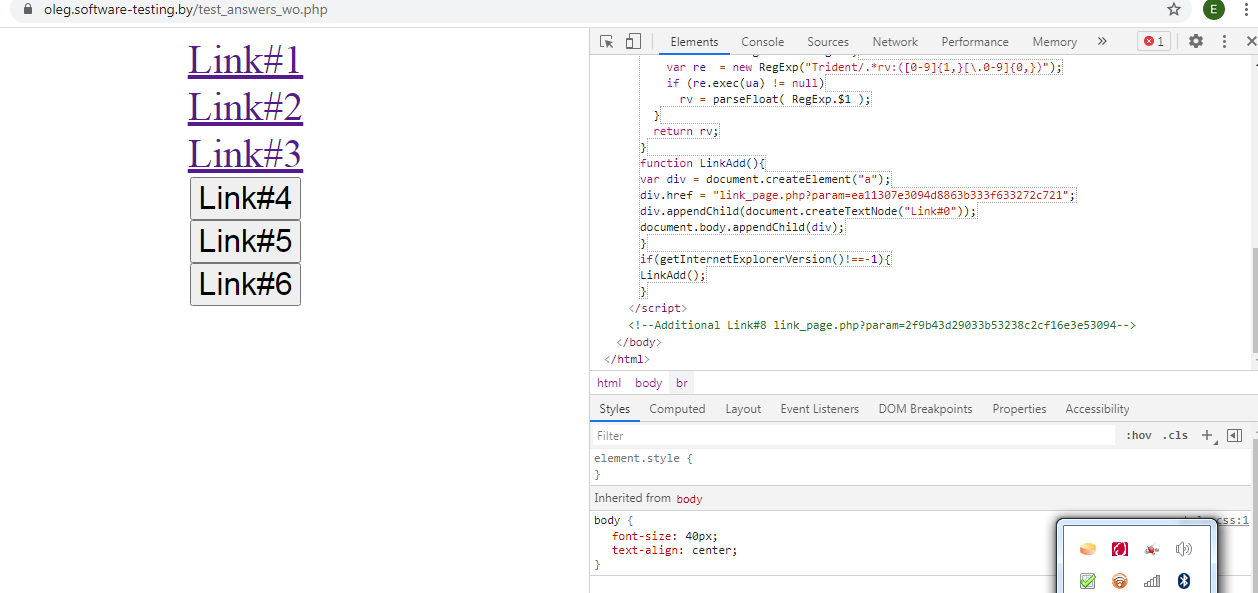 oleg.software-testing.by/test_answers_wo.php
E
Link#1
Link#2
Link#3
Link#4
Link#5
Link#6
Elements Console Sources Network Performance Memory » 1
var re  = new RegExp("Trident/.*rv:([0-9]{1,}[\.0-9]{0,})");
if (re.exec(ua) != null)
rv = parseFloat( RegExp.$1 );
}
return rv;
}
function LinkAdd(){
var div = document.createElement("a");
div.href = "link_page.php?param=ea11307e3094d8863b333f633272c721";
div.appendChild(document.createTextNode("Link#0"));
document.body.appendChild(div);
}
if(getInternetExplorerVersion()!==-1){
LinkAdd();
}
</script>
<!--Additional Link#8 link_page.php?param=2f9b43d29033b53238c2cf16e3e53094-->
</body>
</html>
html body br
Styles Computed Layout Event Listeners DOM Breakpoints Properties Accessibility
Filter :hov .cls +
element.style {
}
Inherited from body
body { css:1
font-size: 40px;
text-align: center;
}